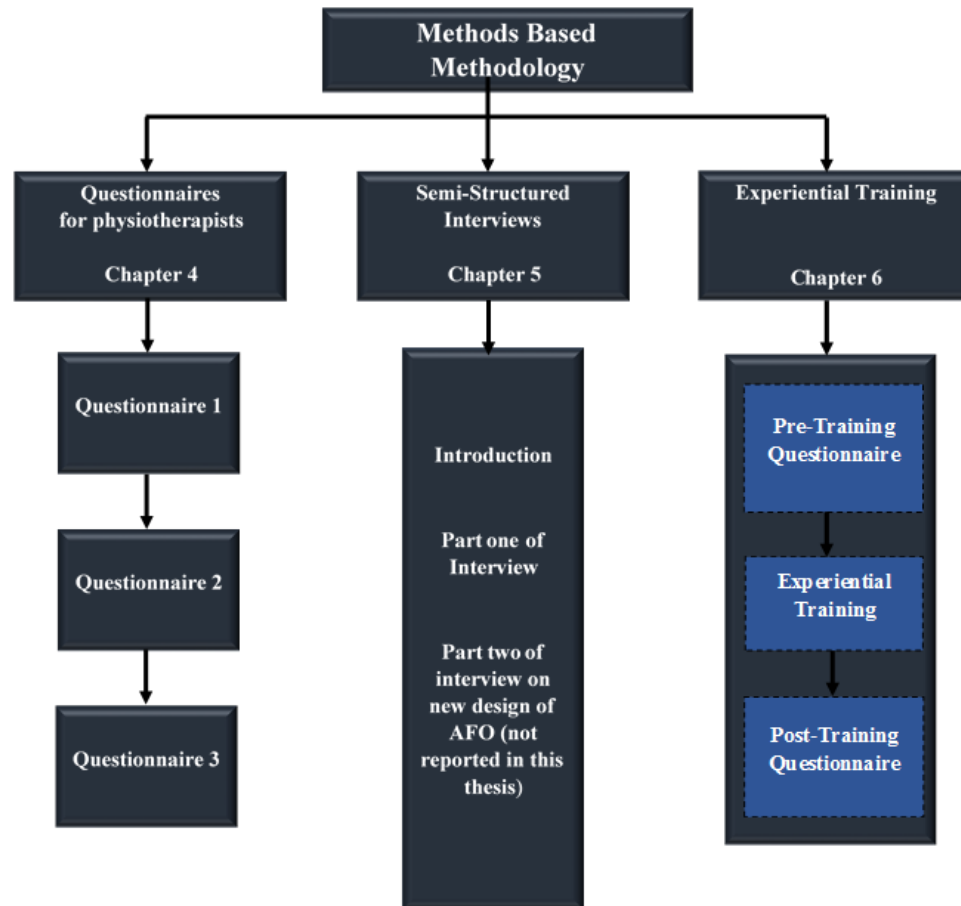 Methods Based
Methodology
Questionnaires
for physiotherapists
Chapter 4
Semi-Structured
Interviews
Chapter 5
Experiential Training
Chapter 6
Questionnaire 1
Questionnaire 2
Questionnaire 3
Introduction
Part one of
Interview
Part two of
interview on
new design of
AFO (not
reported in this
thesis)
Pre-Training
Questionnaire
Experiential
Training
Post-Training
Questionnaire